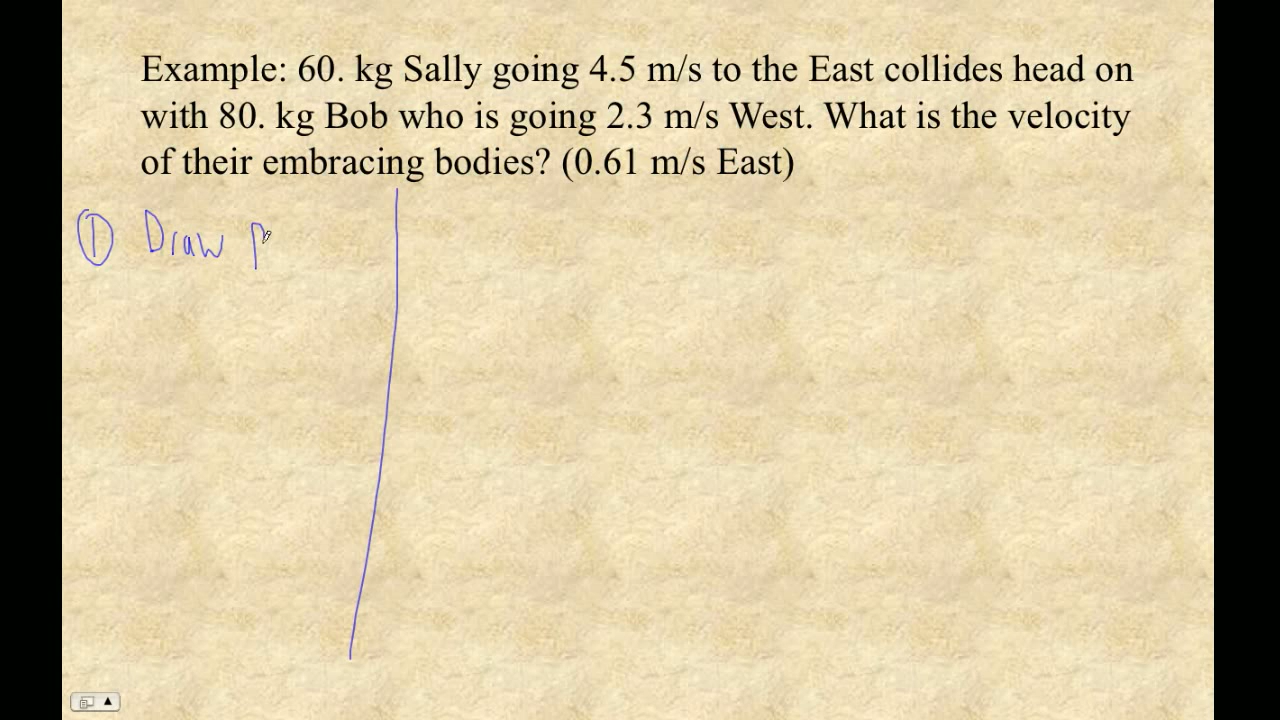 Example: 60. kg Sally going 4.5 m/s to the East collides head on
with 80. kg Bob who is going 2.3 m/s West. What is the velocity
of their embracing bodies? (0.61 m/s East)
① Draw P